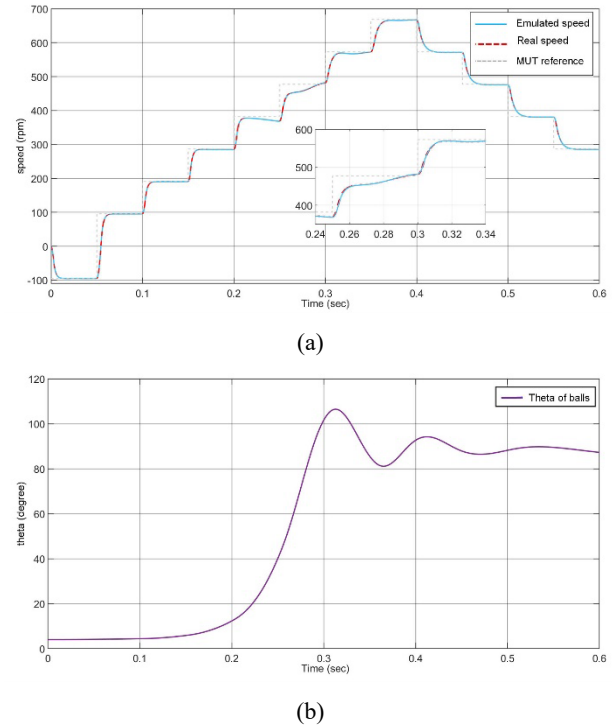 700
600
500
400
300
200
100
0
-100
speed (rpm)
Emulated speed
Real speed
MUT reference
600
500
400
0.24 0.26 0.28 0.3 0.32 0.34
0 0.1 0.2 0.3 0.4 0.5 0.6
Time (sec)
(a)
120
100
80
60
40
20
0
theta (degree)
Theta of balls
0 0.1 0.2 0.3 0.4 0.5 0.6
Time (sec)
(b)